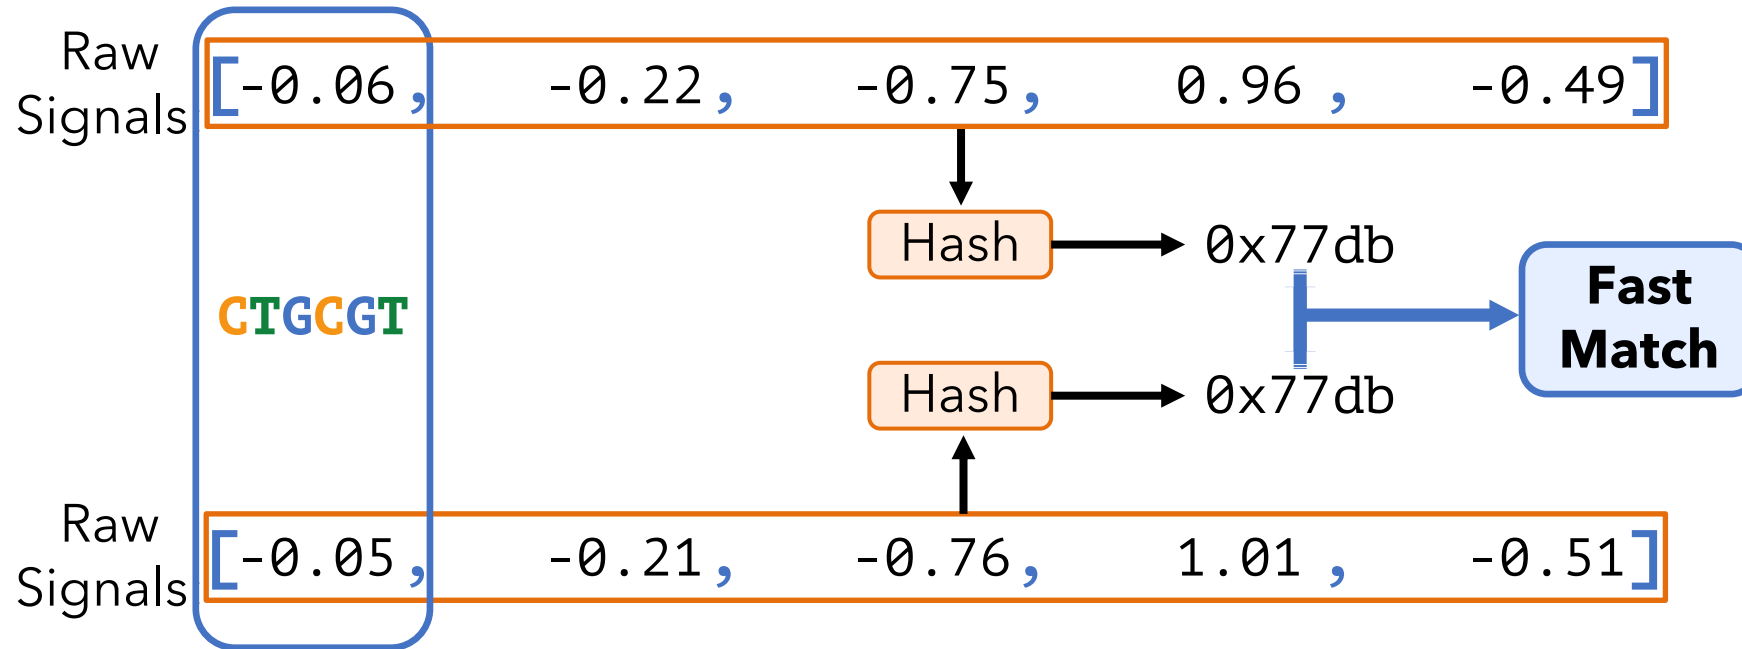 Raw
Signals
[-0.06, -0.22, -0.75, 0.96 , -0.49]
Hash
0x77db
CTGCGT
Fast
Match
Hash
0x77db
Raw
Signals
[-0.05, -0.21, -0.76, 1.01 , -0.51]